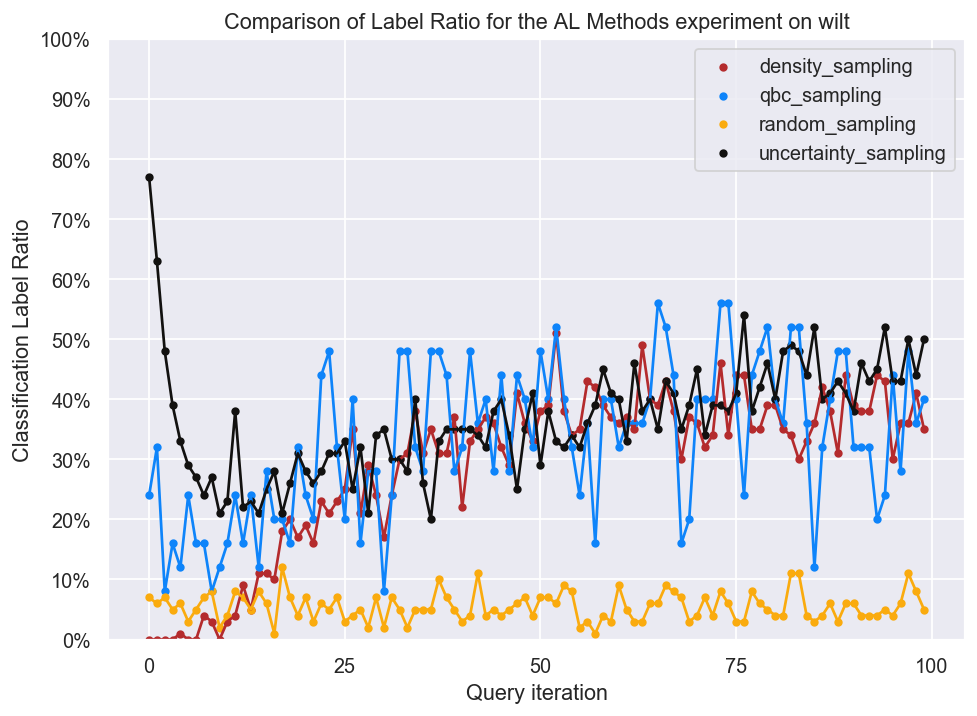 Comparison of Label Ratio for the AL Methods experiment on wilt
100%
90%
80%
70%
60%
50%
40%
30%
20%
10%
0%
Classification Label Ratio
density_sampling
qbc_sampling
random_sampling
uncertainty_sampling
0
25
50
75
100
Query iteration